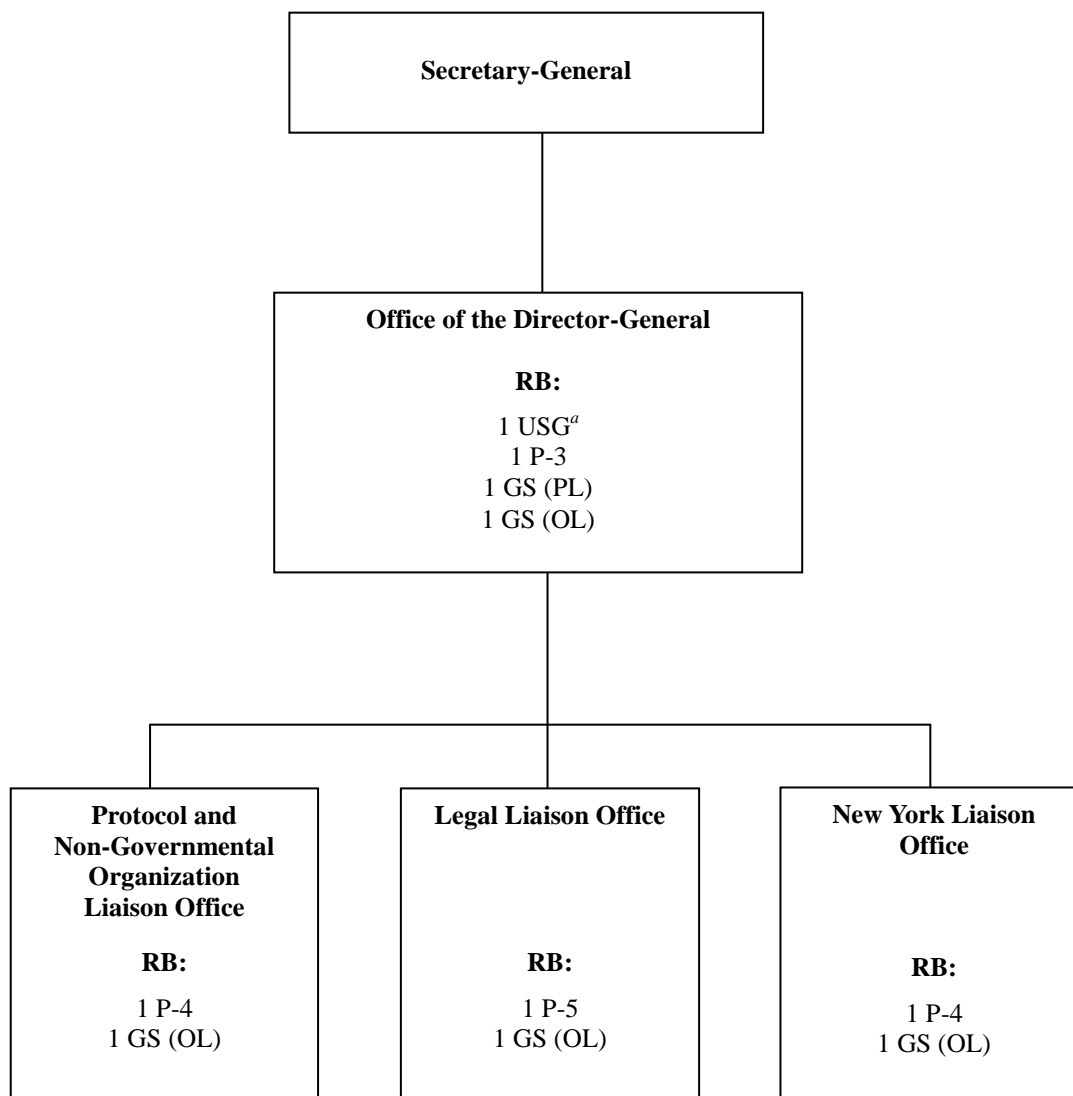 Secretary-General
Office of the Director-General
RB:
1 USGᵃ
1 P-3
1 GS (PL)
1 GS (OL)
Protocol and
Non-Governmental
Organization
Liaison Office
RB:
1 P-4
1 GS (OL)
Legal Liaison Office
RB:
1 P-5
1 GS (OL)
New York Liaison
Office
RB:
1 P-4
1 GS (OL)